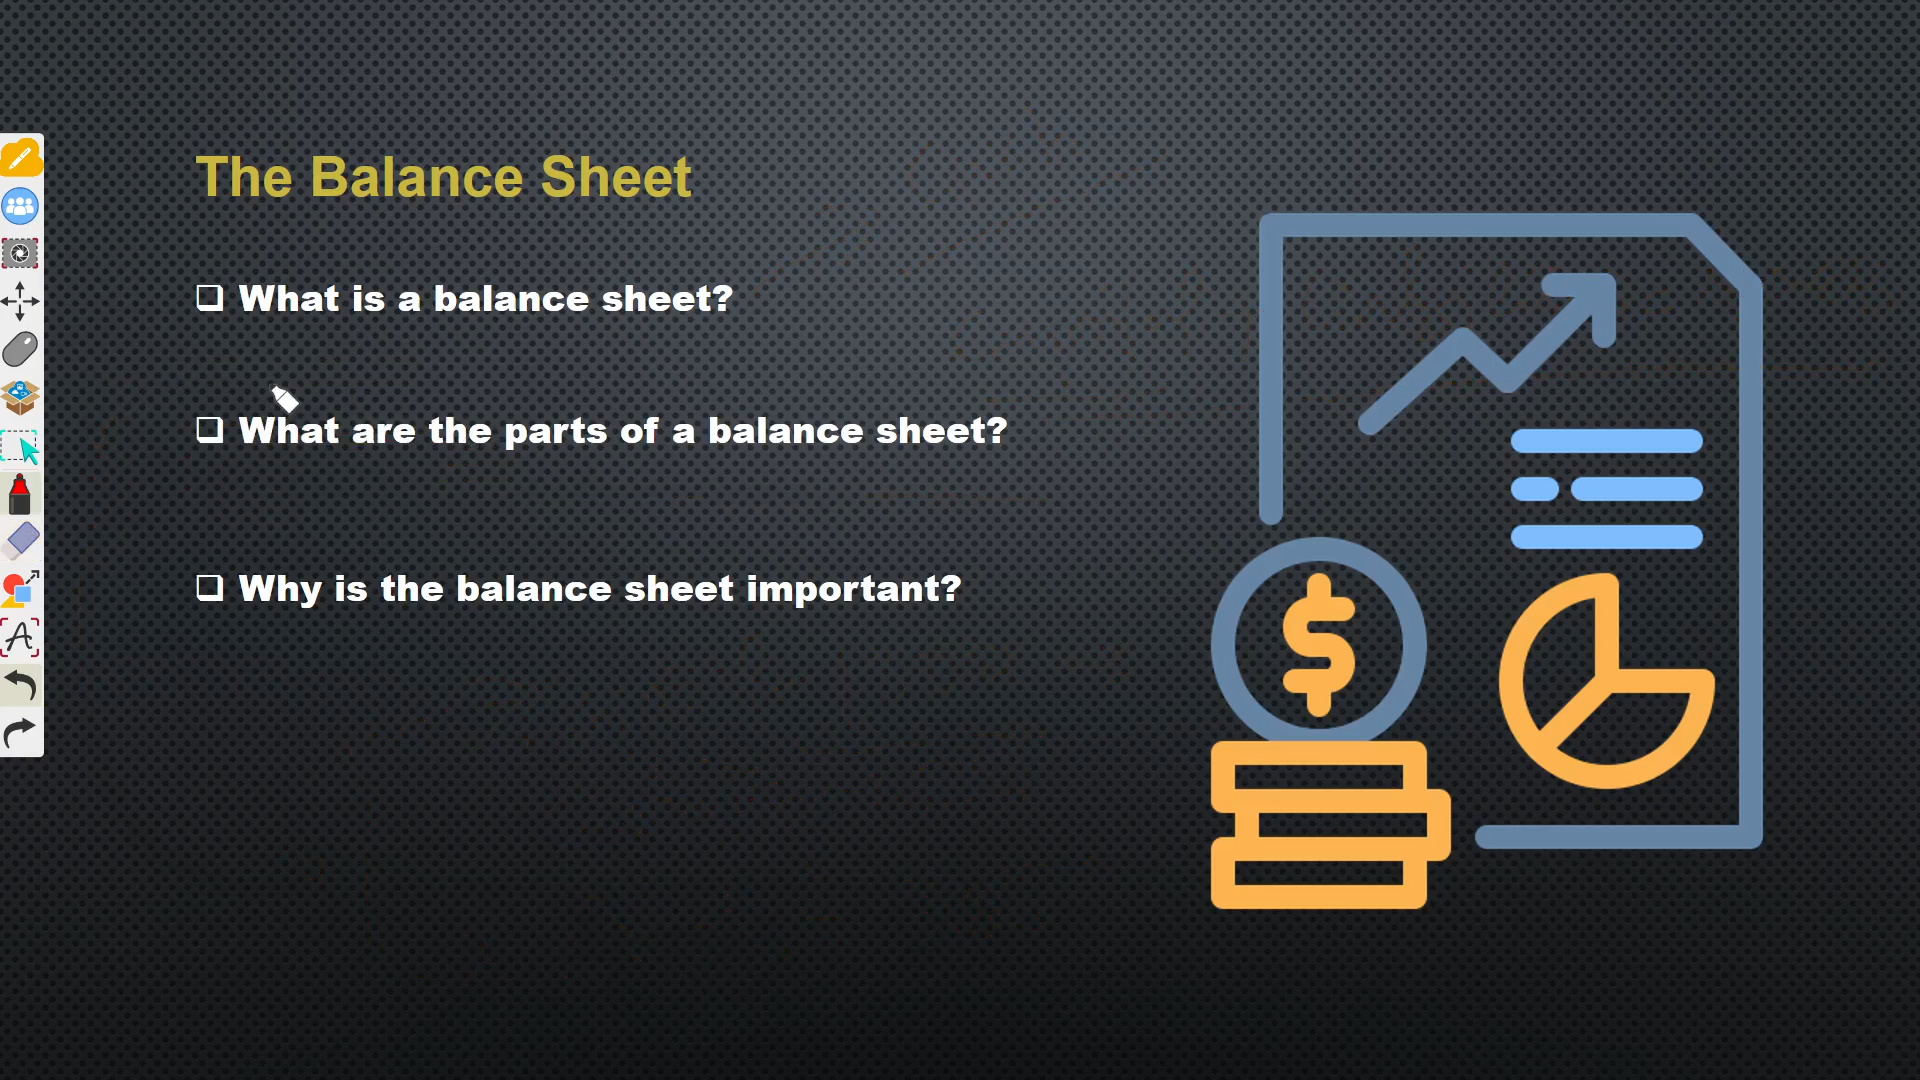 The Balance Sheet
❑ What is a balance sheet?
❑ What are the parts of a balance sheet?
❑ Why is the balance sheet important?
$